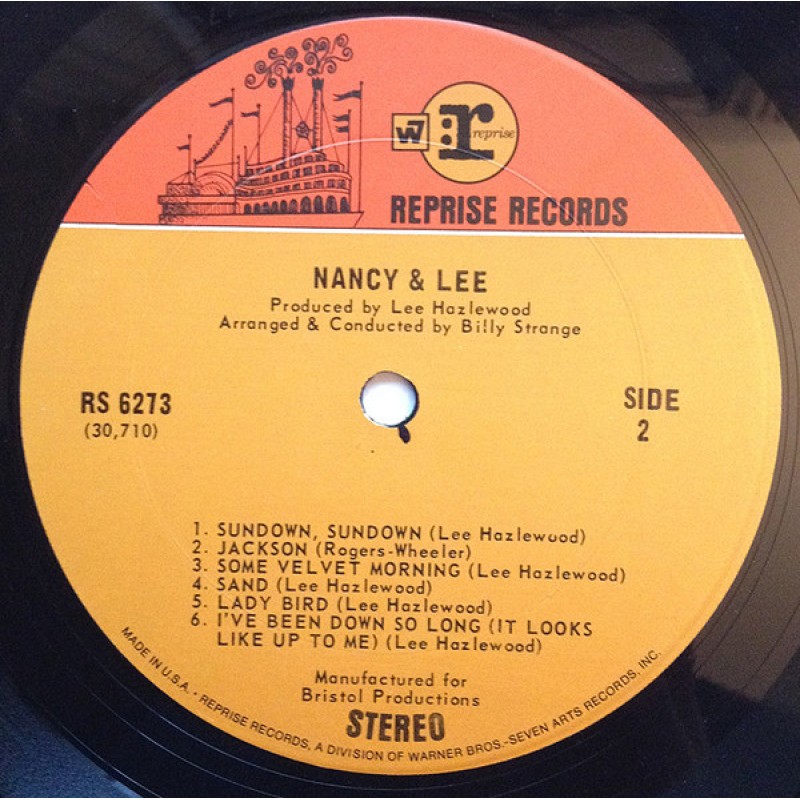 W7
r: reprise
REPRISE RECORDS
NANCY & LEE
Produced by Lee Hazlewood
Arranged & Conducted by Billy Strange
RS 6273
(30,710)
SIDE
2
1. SUNDOWN, SUNDOWN (Lee Hazlewood)
2. JACKSON (Rogers-Wheeler)
3. SOME VELVET MORNING (Lee Hazlewood)
4. SAND (Lee Hazlewood)
5. LADY BIRD (Lee Hazlewood)
6. I'VE BEEN DOWN SO LONG (IT LOOKS
LIKE UP TO ME) (Lee Hazlewood)
Manufactured for
Bristol Productions
STEREO
MADE IN U.S.A. · REPRISE RECORDS, A DIVISION OF WARNER BROS.-SEVEN ARTS RECORDS, INC.